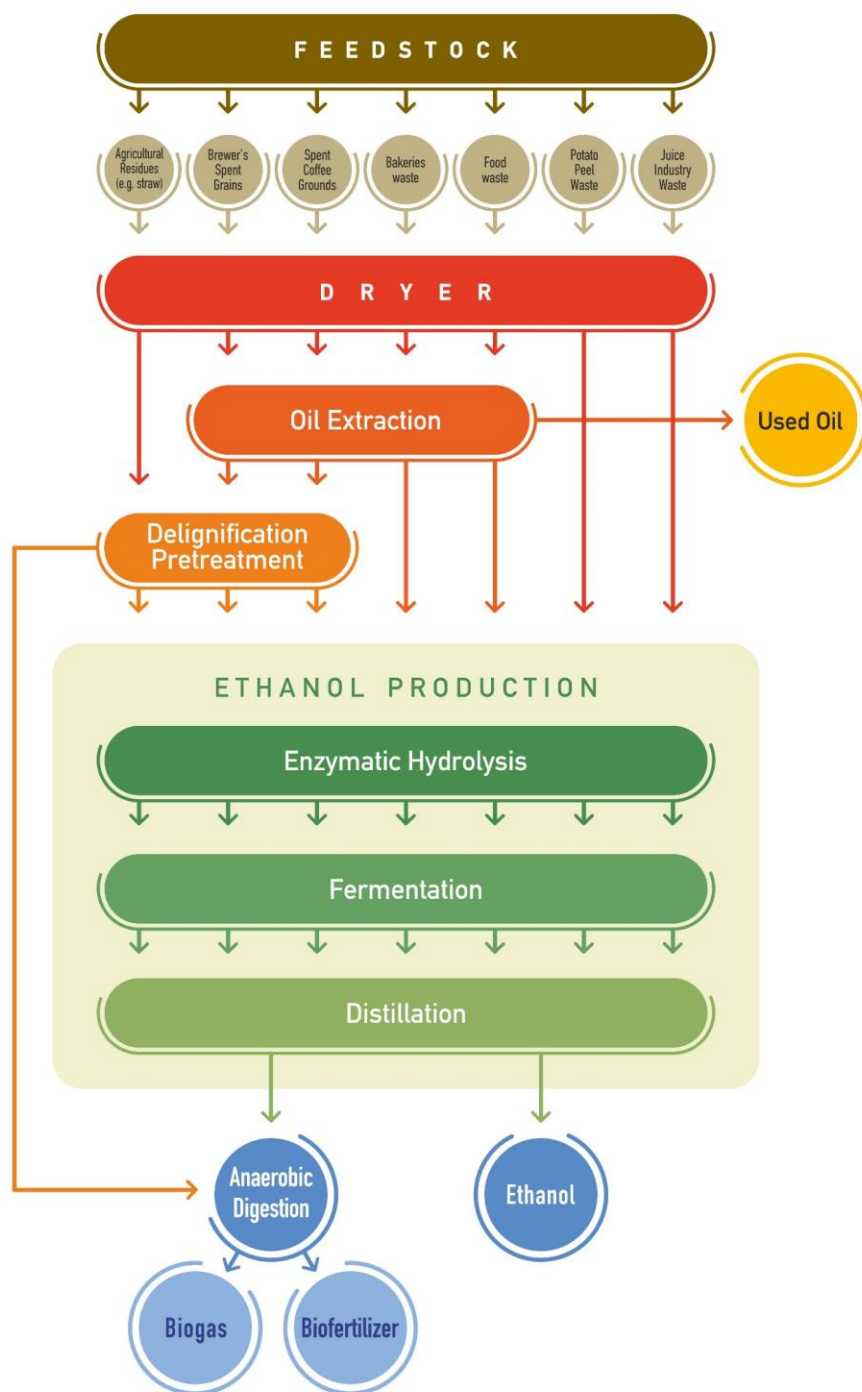 FEEDSTOCK
Agricultural
Residues
(e.g. straw)
Brewer's
Spent
Grains
Spent
Coffee
Grounds
Bakeries
waste
Food
waste
Potato
Peel
Waste
Juice
Industry
Waste
DRYER
Oil Extraction
Used Oil
Delignification
Pretreatment
ETHANOL PRODUCTION
Enzymatic Hydrolysis
Fermentation
Distillation
Anaerobic
Digestion
Ethanol
Biogas
Biofertilizer